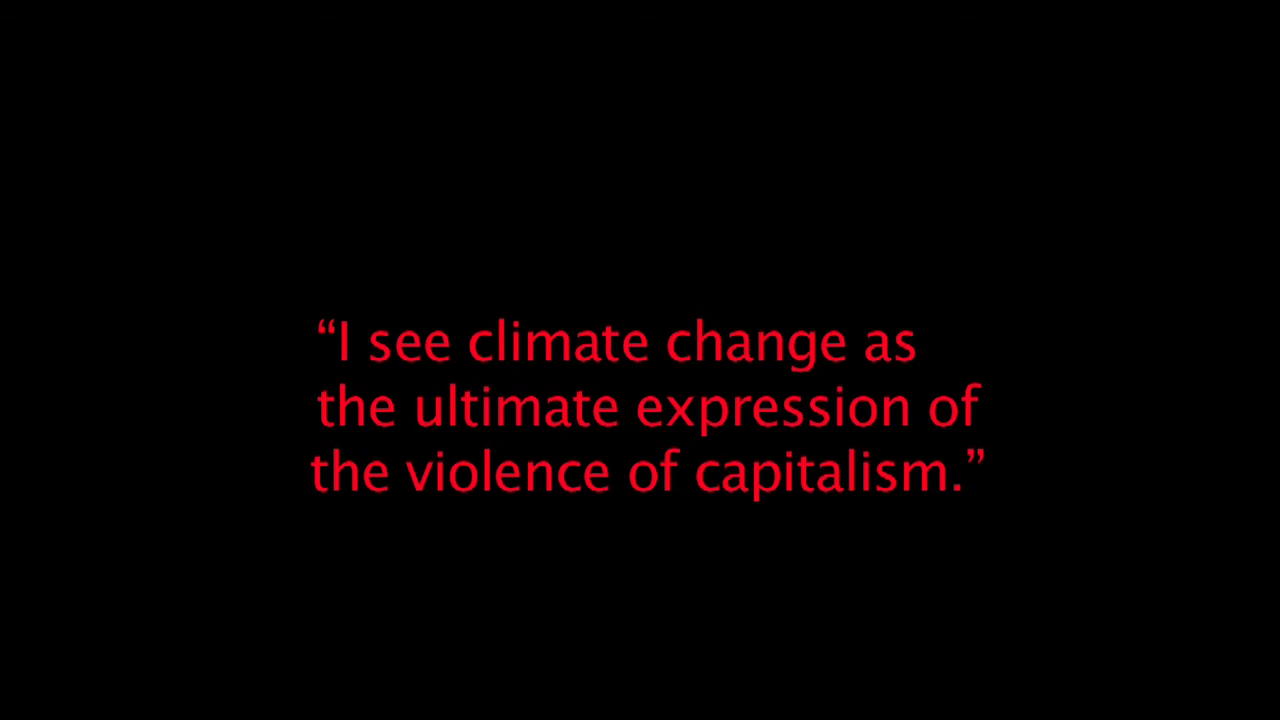 “I see climate change as
the ultimate expression of
the violence of capitalism.”